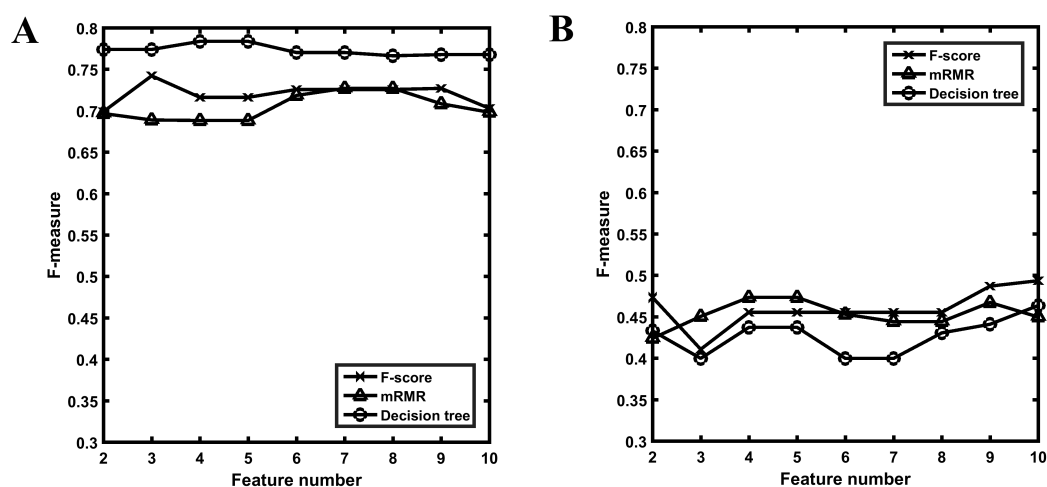 A
0.8
0.75
0.7
0.65
0.6
0.55
0.5
0.45
0.4
0.35
0.3
F-measure
2 3 4 5 6 7 8 9 10
Feature number
F-score
mRMR
Decision tree
B
0.8
0.75
0.7
0.65
0.6
0.55
0.5
0.45
0.4
0.35
0.3
F-measure
2 3 4 5 6 7 8 9 10
Feature number
F-score
mRMR
Decision tree